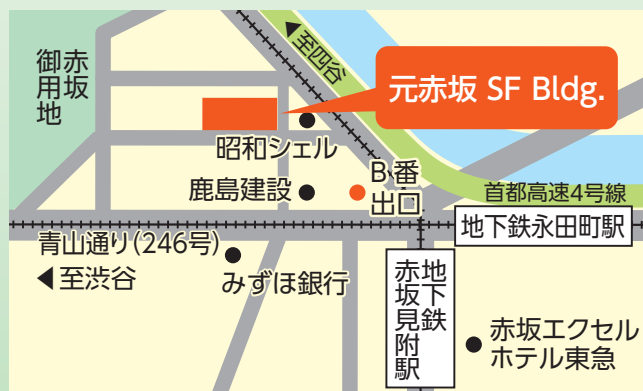 赤坂
御用地
◀至四谷
元赤坂 SF Bldg.
昭和シェル
B番
出口
鹿島建設
首都高速4号線
地下鉄永田町駅
青山通り(246号)
◀至渋谷
みずほ銀行
地下鉄
赤坂見附駅
赤坂エクセル
ホテル東急